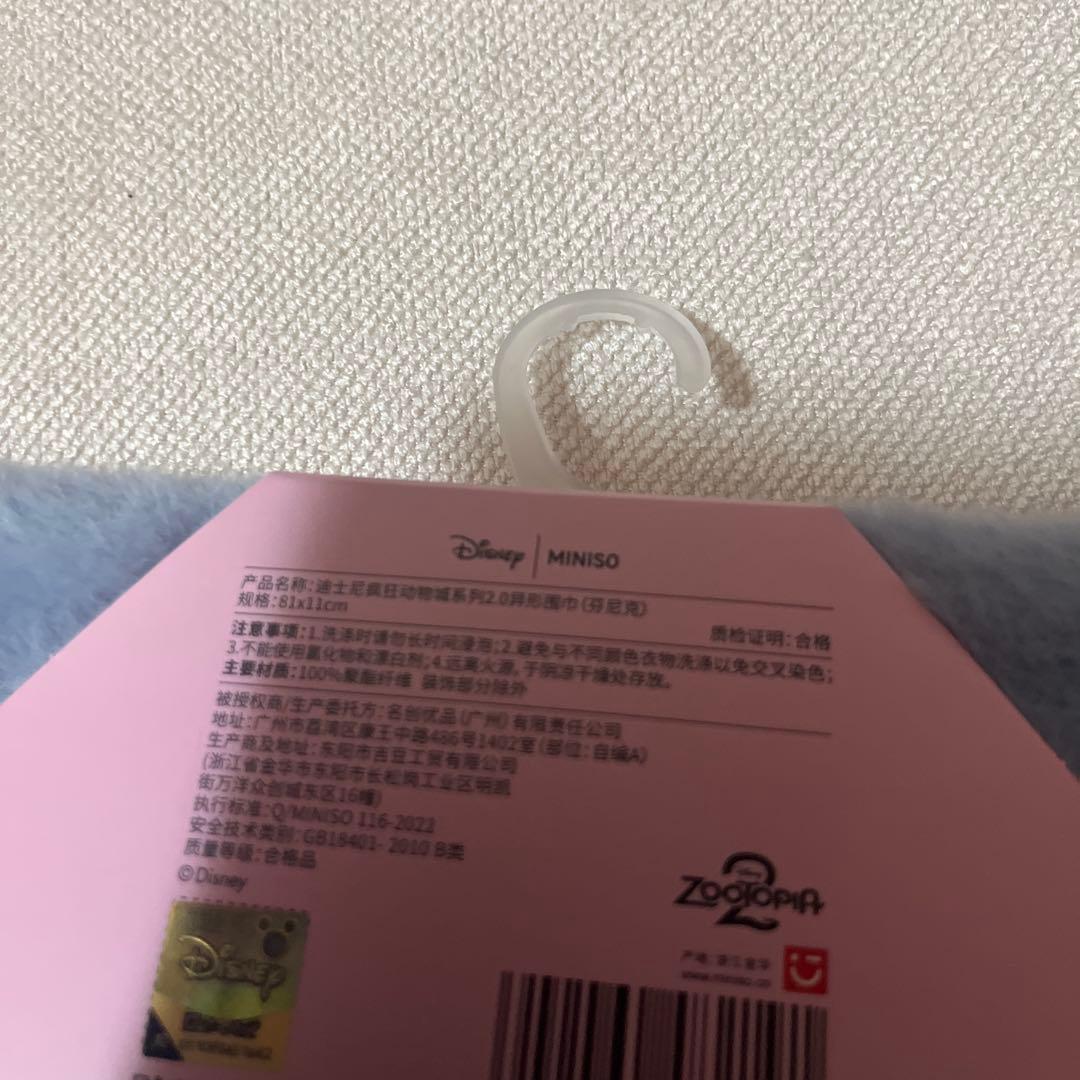 Disney | MINISO
产品名称:迪士尼疯狂动物城系列2.0异形围巾(芬尼克)
规格:81x11cm
质检证明:合格
注意事项:1.洗涤时请勿长时间浸泡;2.避免与不同颜色衣物洗涤以免交叉染色;
3.不能使用氯化物和漂白剂;4.远离火源,于阴凉干燥处存放。
主要材质:100%聚酯纤维 装饰部分除外
被授权商/生产委托方:名创优品(广州)有限责任公司
地址:广州市荔湾区康王中路486号1402室(部位:自编A)
生产商及地址:东阳市吉豆工贸有限公司
(浙江省金华市东阳市长松岗工业区明凯
街万洋众创城东区16幢)
执行标准:Q/MINISO 116-2022
安全技术类别:GB18401-2010 B类
质量等级:合格品
©Disney
Disney
ZOOTOPIA
2
产地:浙江金华
www.miniso.cn